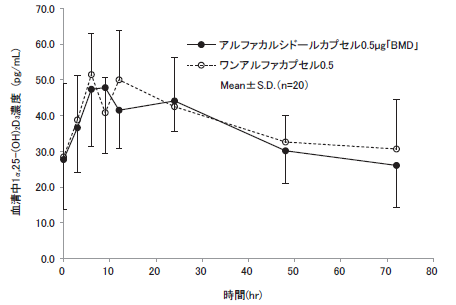 70.0
60.0
50.0
40.0
30.0
20.0
10.0
0.0
血清中1α,25-(OH)₂D₃濃度 (pg/mL)
アルファカルシドールカプセル0.5μg「BMD」
ワンアルファカプセル0.5
Mean±S.D.(n=20)
0 10 20 30 40 50 60 70 80
時間(hr)